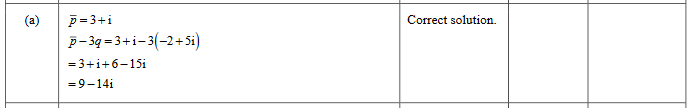 (a) p̄ = 3 + i Correct solution.
p̄ − 3q = 3 + i − 3(−2 + 5i)
= 3 + i + 6 − 15i
= 9 − 14i